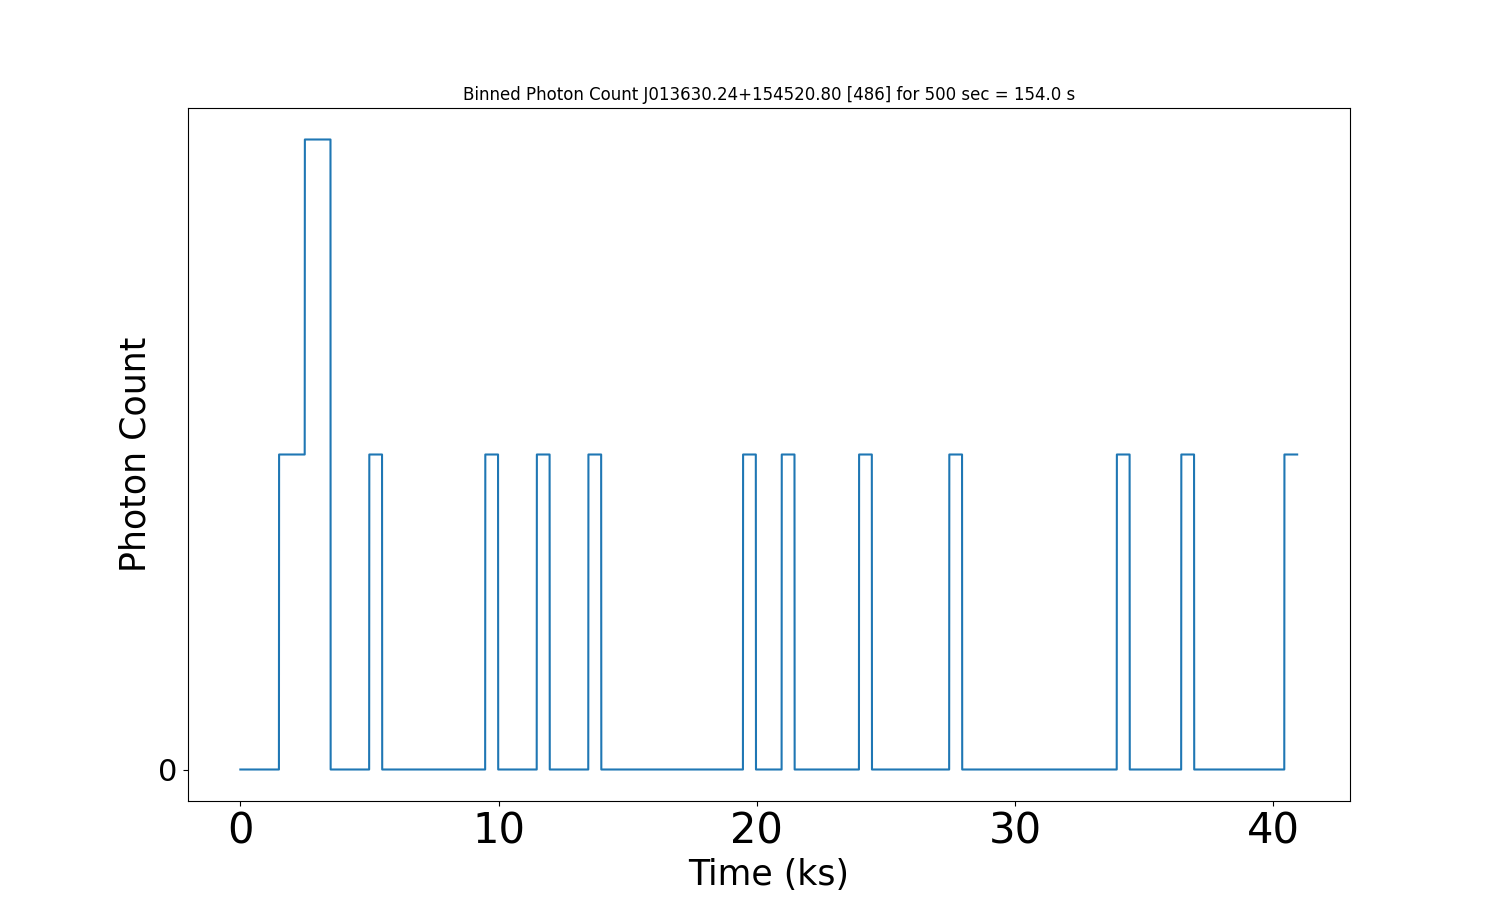 Binned Photon Count J013630.24+154520.80 [486] for 500 sec = 154.0 s
Photon Count
0
0 10 20 30 40
Time (ks)